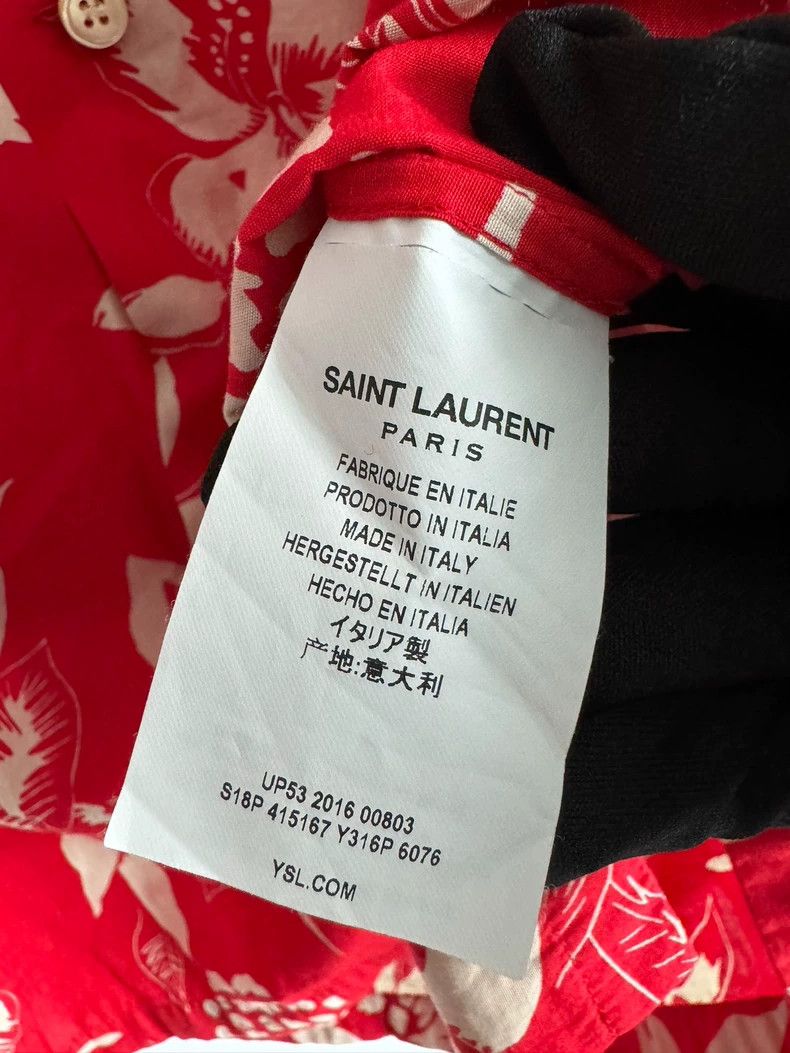 SAINT LAURENT
PARIS
FABRIQUE EN ITALIE
PRODOTTO IN ITALIA
MADE IN ITALY
HERGESTELLT IN ITALIEN
HECHO EN ITALIA
イタリア製
产地:意大利
UP53 2016 00803
S18P 415167 Y316P 6076
YSL.COM